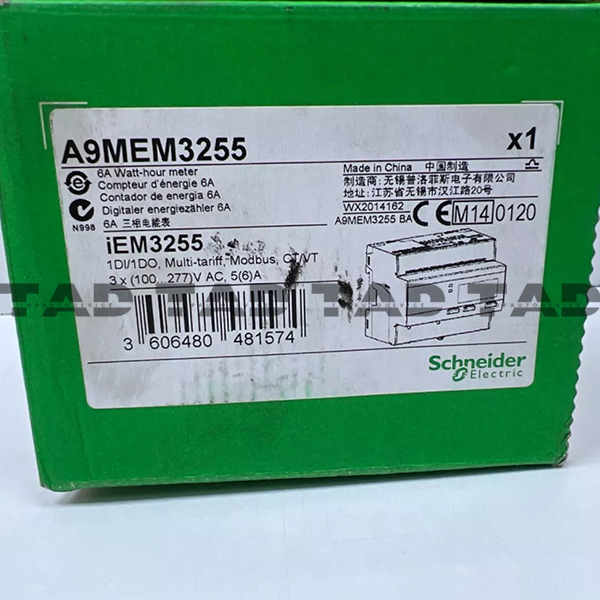 A9MEM3255
x1
6A Watt-hour meter
Compteur d'énergie 6A
Contador de energia 6A
Digitaler energiezähler 6A
6A 三相电能表
N998
Made in China 中国制造
制造商: 无锡普洛菲斯电子有限公司
地址: 江苏省无锡市汉江路20号
WX2014162
A9MEM3255 BA
CE M14 0120
iEM3255
1DI/1DO, Multi-tariff, Modbus, CT/VT
3 x (100...277)V AC, 5(6)A
3 606480 481574
Schneider
Electric
TAD TAD TAD TAD